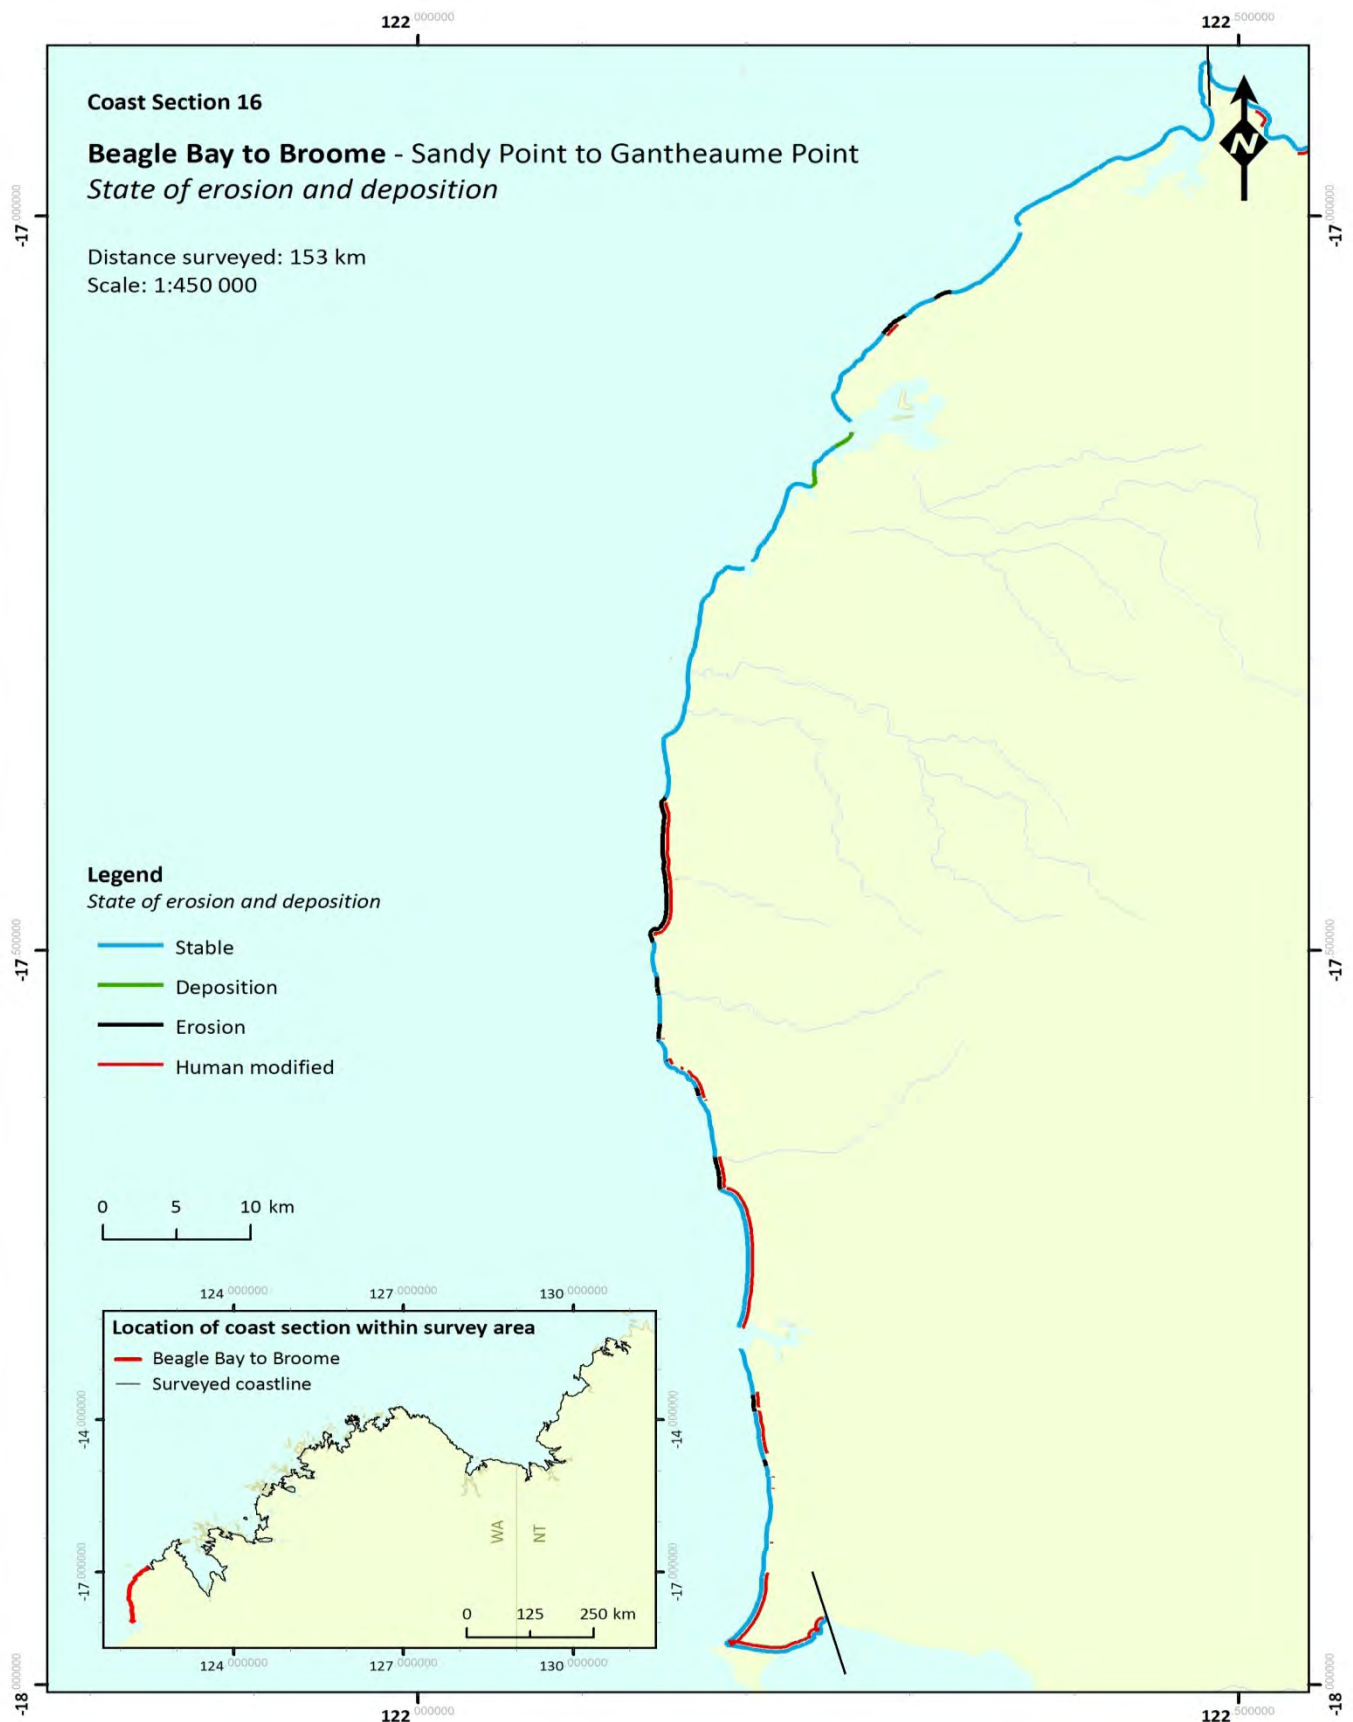 122.000000
122.500000
Coast Section 16
Beagle Bay to Broome - Sandy Point to Gantheaume Point
State of erosion and deposition
N
-17.000000
-17.000000
Distance surveyed: 153 km
Scale: 1:450 000
Legend
State of erosion and deposition
Stable
-17.500000
-17.500000
Deposition
Erosion
Human modified
0 5 10 km
124.000000 127.000000 130.000000
Location of coast section within survey area
Beagle Bay to Broome
Surveyed coastline
-14.000000
-14.000000
WA NT
-17.000000
-17.000000
0 125 250 km
124.000000 127.000000 130.000000
-18.000000
-18.000000
122.000000
122.500000